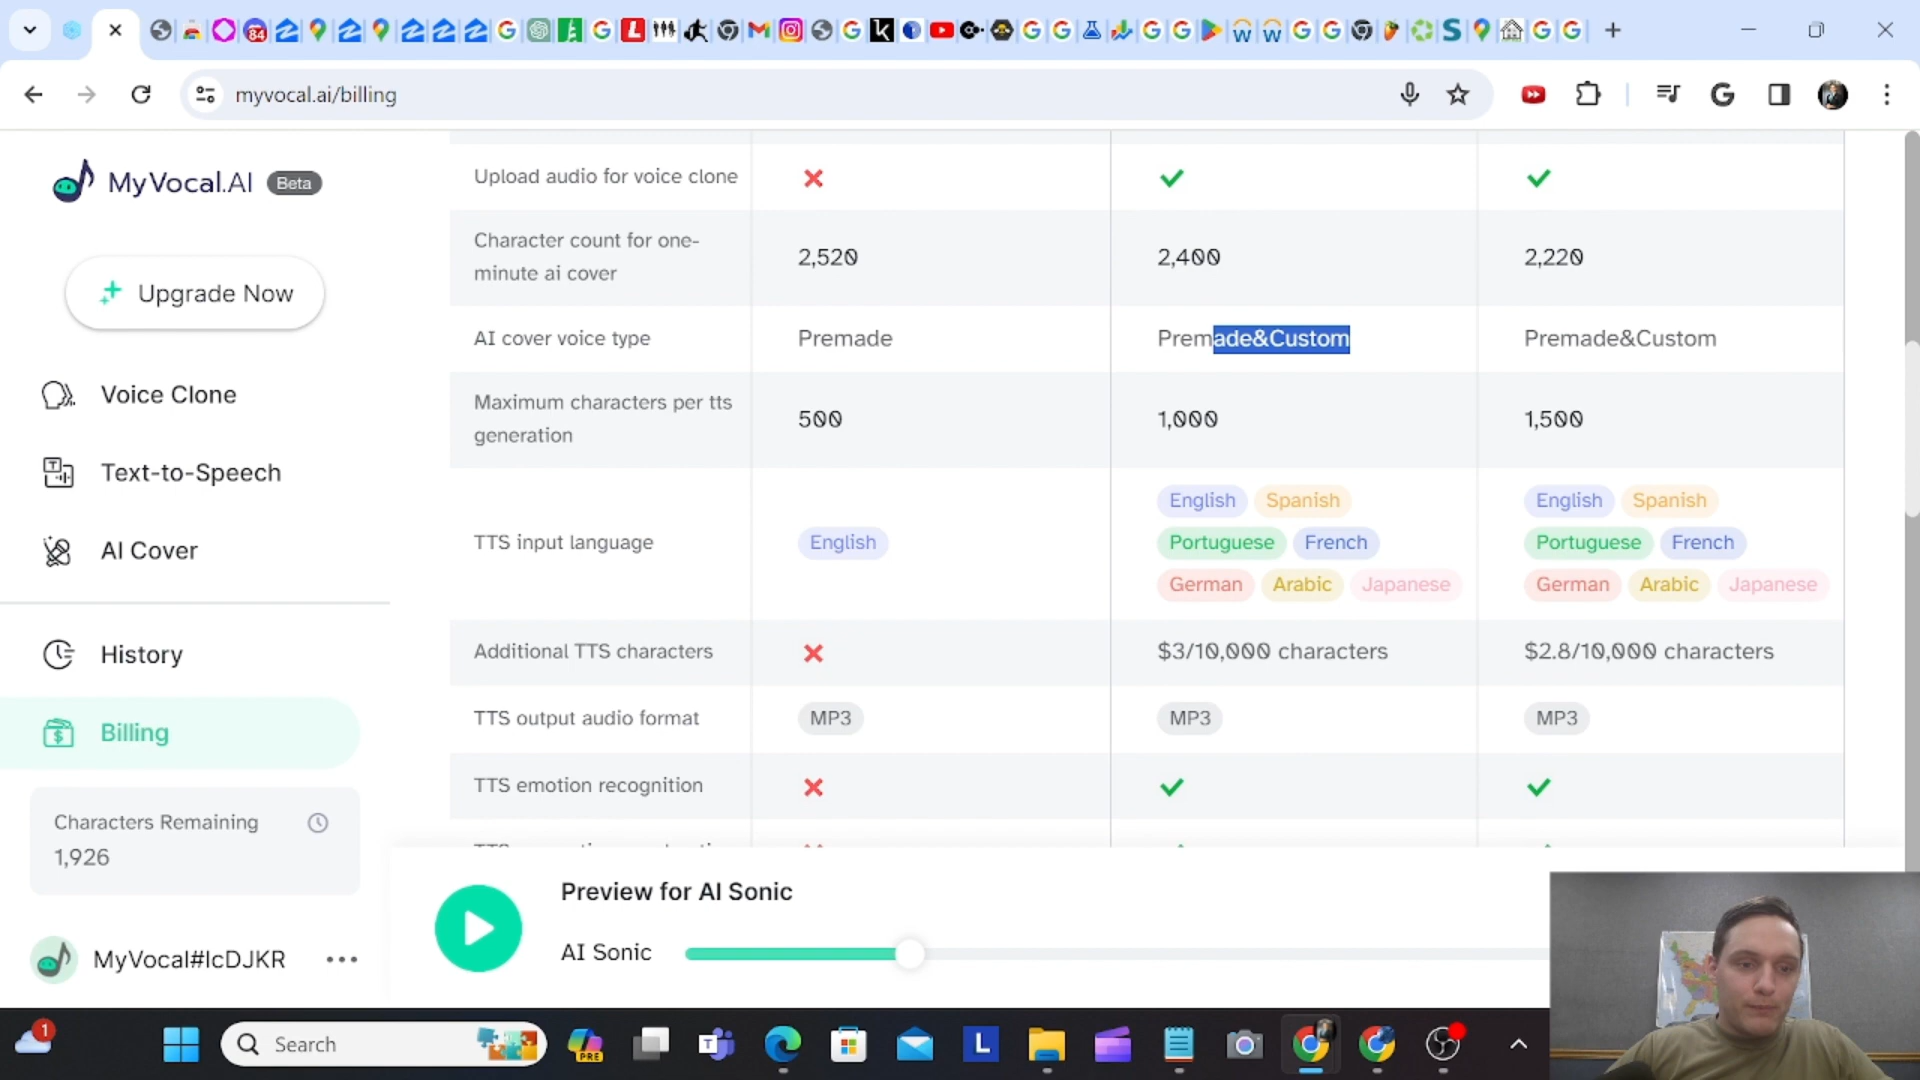 84
myvocal.ai/billing
MyVocal.AI Beta
Upgrade Now
Voice Clone
Text-to-Speech
AI Cover
History
Billing
Characters Remaining
1,926
MyVocal#IcDJKR
Upload audio for voice clone
Character count for one-
minute ai cover
2,520
2,400
2,220
AI cover voice type
Premade
Premade&Custom
Premade&Custom
Maximum characters per tts
generation
500
1,000
1,500
TTS input language
English
English Spanish
Portuguese French
German Arabic Japanese
English Spanish
Portuguese French
German Arabic Japanese
Additional TTS characters
$3/10,000 characters
$2.8/10,000 characters
TTS output audio format
MP3
MP3
MP3
TTS emotion recognition
Preview for AI Sonic
AI Sonic
1
Search
PRE
L